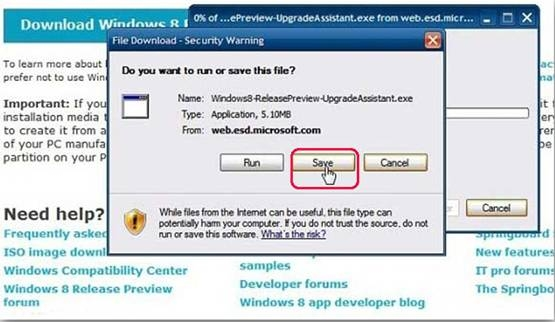 Download Windows 8
0% of ...ePreview-UpgradeAssistant.exe from web.esd.micr...
File Download - Security Warning
Do you want to run or save this file?
Name: Windows8-ReleasePreview-UpgradeAssistant.exe
Type: Application, 5.10MB
From: web.esd.microsoft.com
Run
Save
Cancel
While files from the Internet can be useful, this file type can
potentially harm your computer. If you do not trust the source, do not
run or save this software. What's the risk?
Cancel
To learn more about
prefer not to use Win
Important: If you
installation media
to create it from a
of your PC manufa
partition on your P
Need help?
Frequently asked
ISO image downl
Windows Compatibility Center
Windows 8 Release Preview
forum
samples
Developer forums
Windows 8 app developer blog
Springboard
New features
IT pro forums
The Springbo